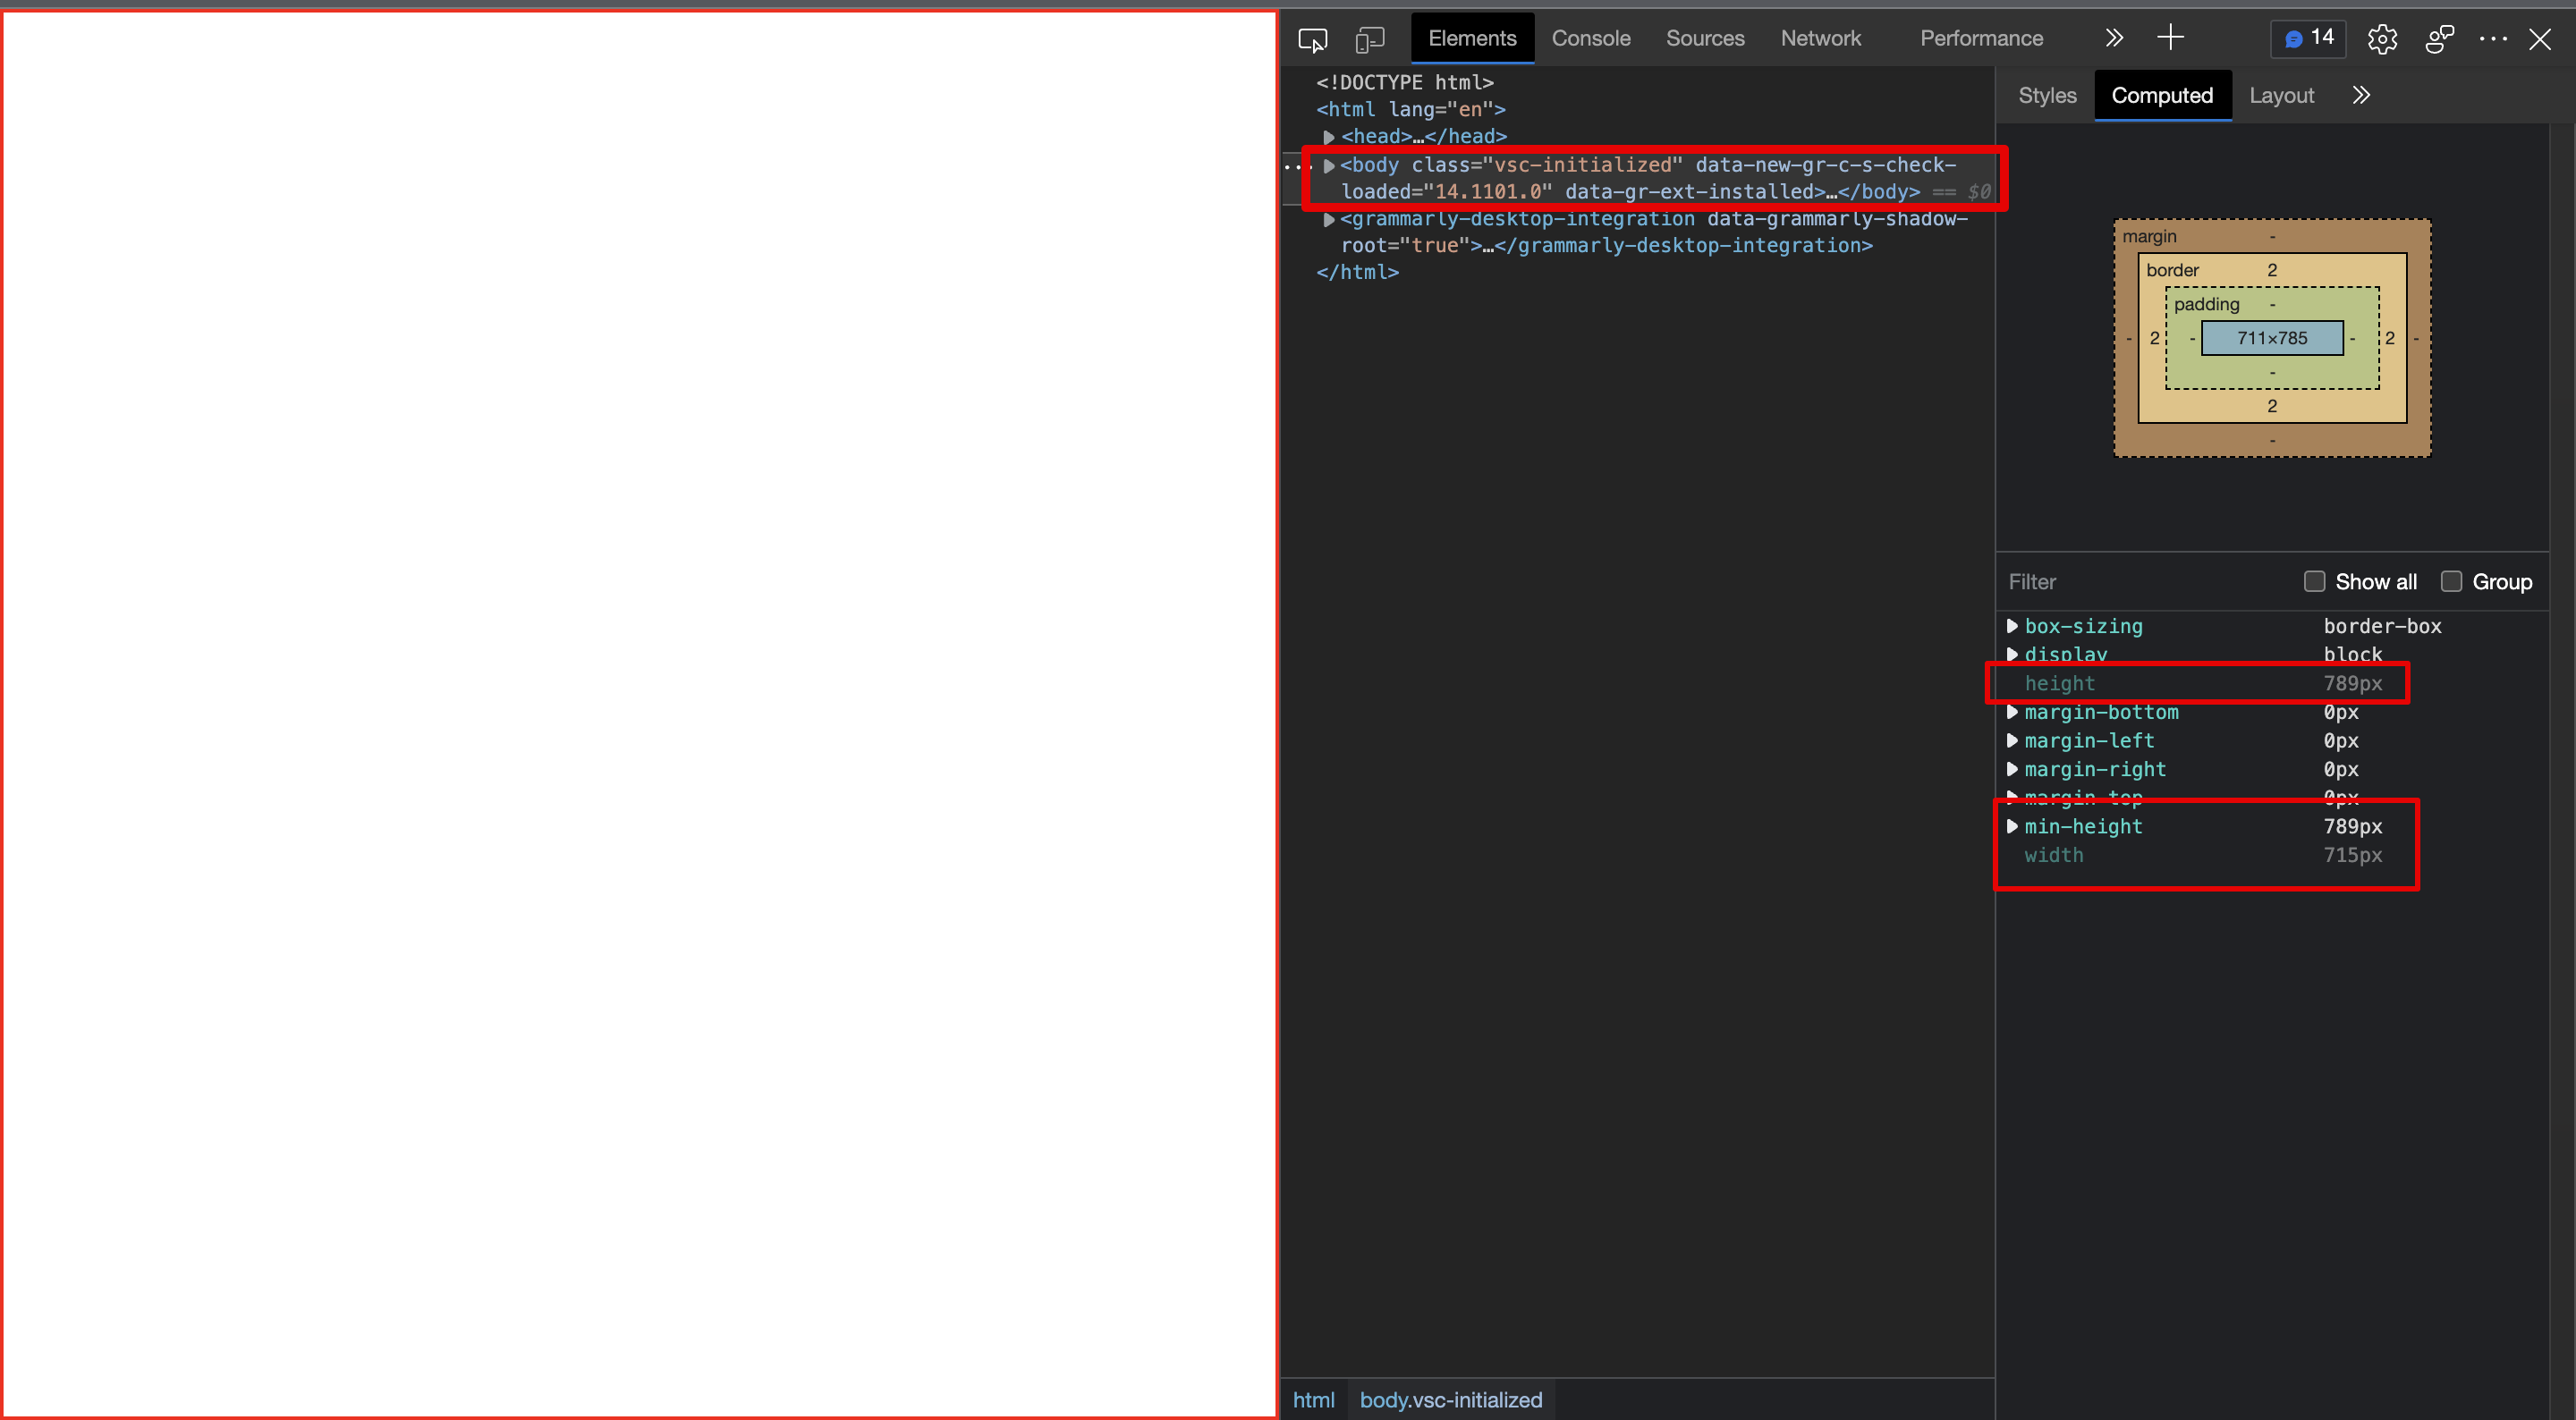 Elements Console Sources Network Performance 14
<!DOCTYPE html>
<html lang="en">
<head>…</head>
<body class="vsc-initialized" data-new-gr-c-s-check-
loaded="14.1101.0" data-gr-ext-installed>…</body> == $0
<grammarly-desktop-integration data-grammarly-shadow-
root="true">…</grammarly-desktop-integration>
</html>
html body.vsc-initialized
Styles Computed Layout
margin -
border 2
padding -
- 2 - 711×785 - 2 -
-
2
-
Filter Show all Group
box-sizing border-box
display block
height 789px
margin-bottom 0px
margin-left 0px
margin-right 0px
margin-top 0px
min-height 789px
width 715px